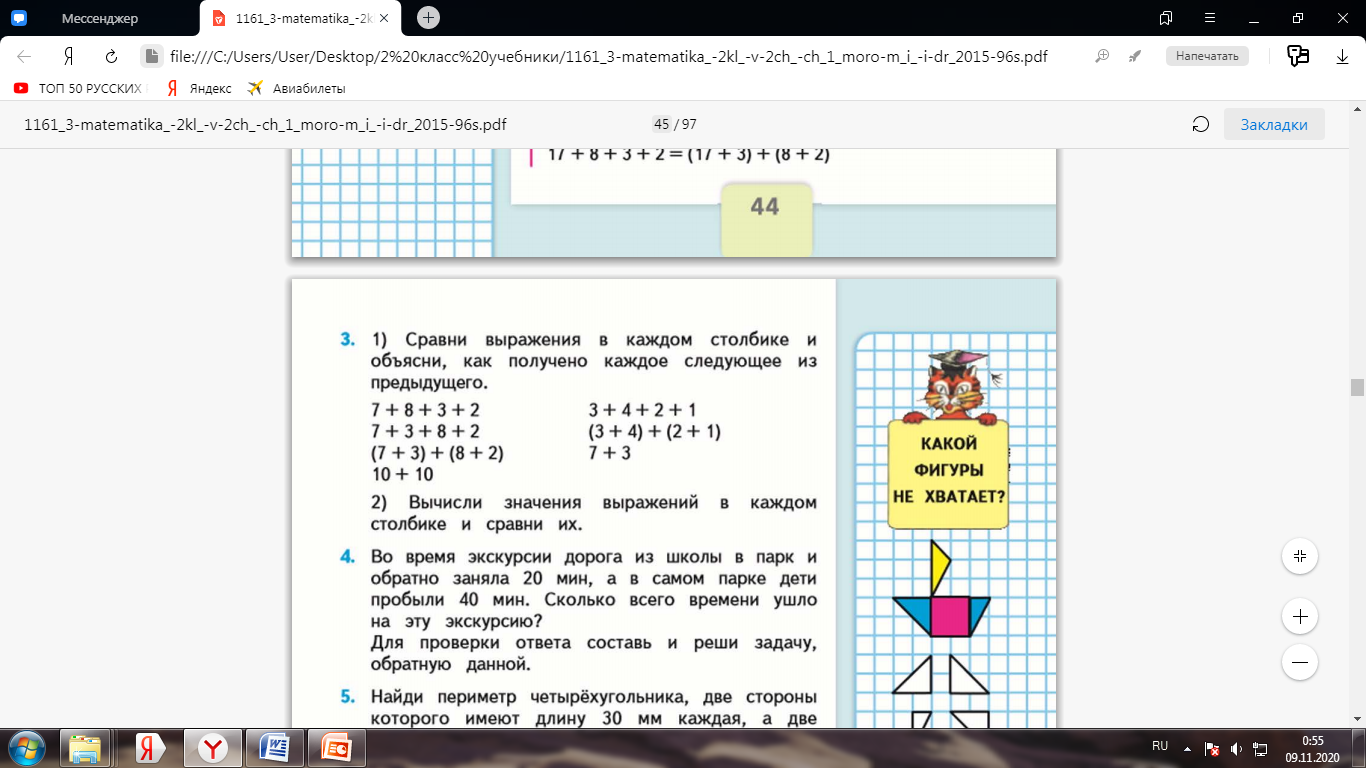 Мессенджер
1161_3-matematika_-2k
file:///C:/Users/User/Desktop/2%20класс%20учебники/1161_3-matematika_-2kl_-v-2ch_-ch_1_moro-m_i_-i-dr_2015-96s.pdf
Напечатать
ТОП 50 РУССКИХ
Яндекс
Авиабилеты
1161_3-matematika_-2kl_-v-2ch_-ch_1_moro-m_i_-i-dr_2015-96s.pdf
45 / 97
Закладки
17 + 8 + 3 + 2 = (17 + 3) + (8 + 2)
44
3. 1) Сравни выражения в каждом столбике и
объясни, как получено каждое следующее из
предыдущего.
7 + 8 + 3 + 2 3 + 4 + 2 + 1
7 + 3 + 8 + 2 (3 + 4) + (2 + 1)
(7 + 3) + (8 + 2) 7 + 3
10 + 10
2) Вычисли значения выражений в каждом
столбике и сравни их.
4. Во время экскурсии дорога из школы в парк и
обратно заняла 20 мин, а в самом парке дети
пробыли 40 мин. Сколько всего времени ушло
на эту экскурсию?
Для проверки ответа составь и реши задачу,
обратную данной.
5. Найди периметр четырёхугольника, две стороны
которого имеют длину 30 мм каждая, а две
КАКОЙ
ФИГУРЫ
НЕ ХВАТАЕТ?
RU
0:55
09.11.2020